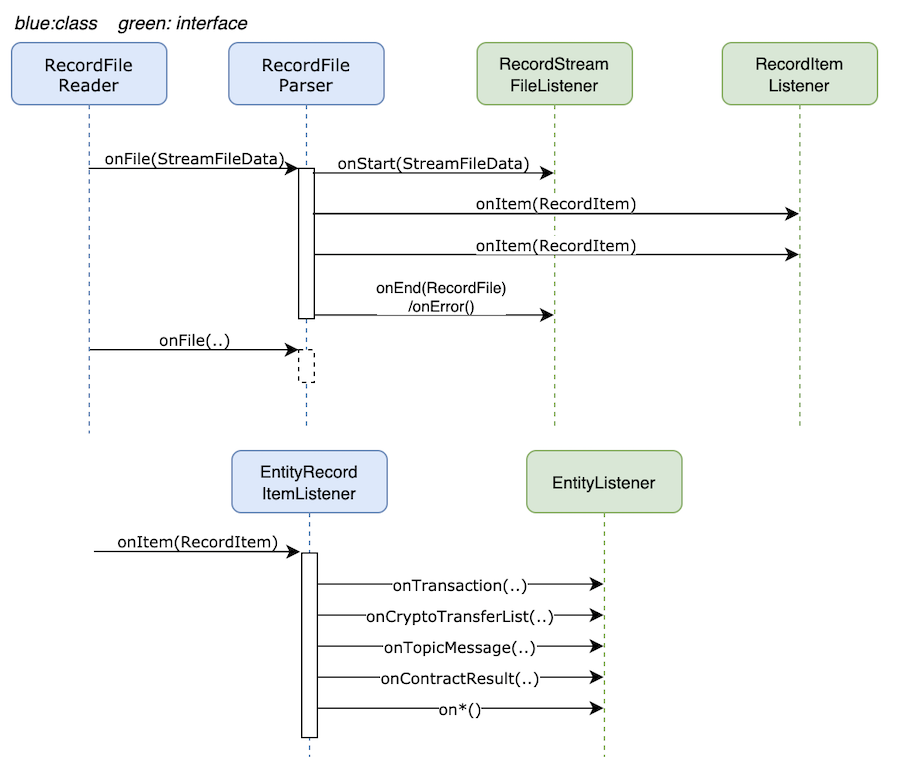 blue:class    green: interface
RecordFile
Reader
RecordFile
Parser
RecordStream
FileListener
RecordItem
Listener
onFile(StreamFileData)
onStart(StreamFileData)
onItem(RecordItem)
onItem(RecordItem)
onEnd(RecordFile)
/onError()
onFile(..)
EntityRecord
ItemListener
EntityListener
onItem(RecordItem)
onTransaction(..)
onCryptoTransferList(..)
onTopicMessage(..)
onContractResult(..)
on*()